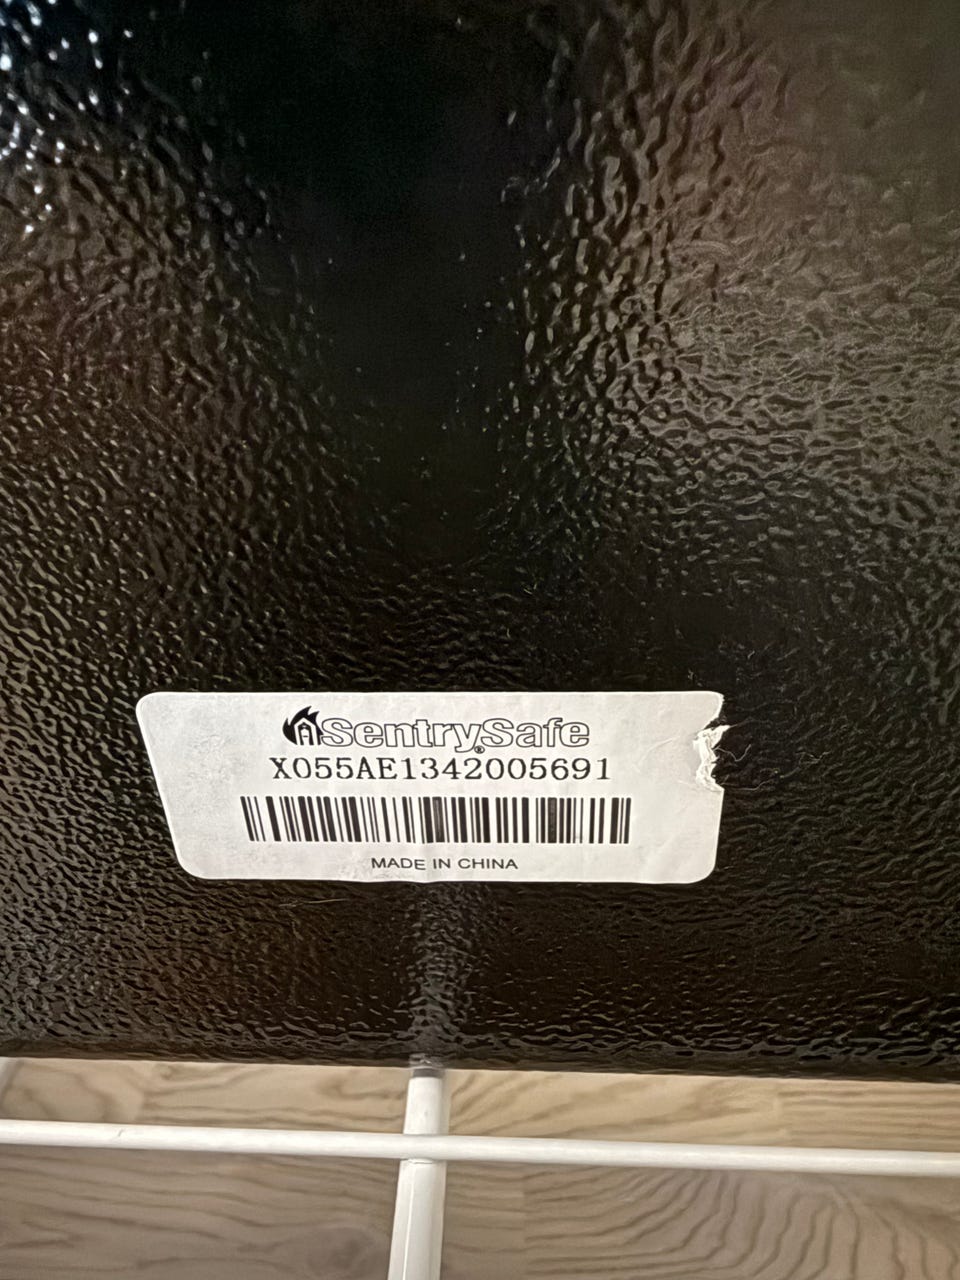 SentrySafe®
X055AE1342005691
MADE IN CHINA